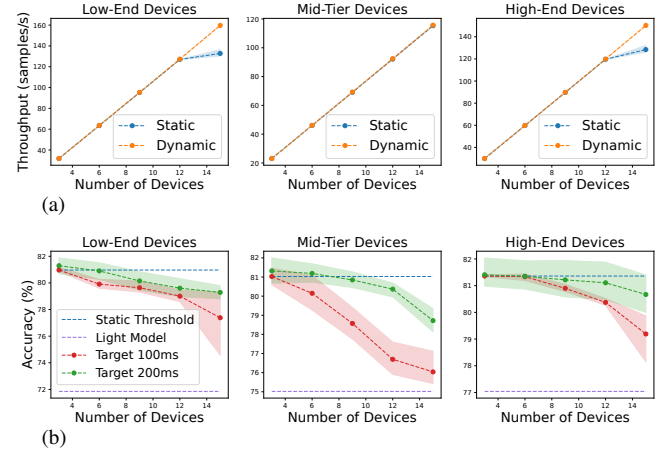 Low-End Devices
Mid-Tier Devices
High-End Devices
Throughput (samples/s)
160
140
120
100
80
60
40
Static
Dynamic
4 6 8 10 12 14
Number of Devices
120
100
80
60
40
20
Static
Dynamic
4 6 8 10 12 14
Number of Devices
140
120
100
80
60
40
Static
Dynamic
4 6 8 10 12 14
Number of Devices
(a)
Low-End Devices
Mid-Tier Devices
High-End Devices
Accuracy (%)
82
80
78
76
74
72
Static Threshold
Light Model
Target 100ms
Target 200ms
4 6 8 10 12 14
Number of Devices
82
81
80
79
78
77
76
75
4 6 8 10 12 14
Number of Devices
82
81
80
79
78
77
4 6 8 10 12 14
Number of Devices
(b)